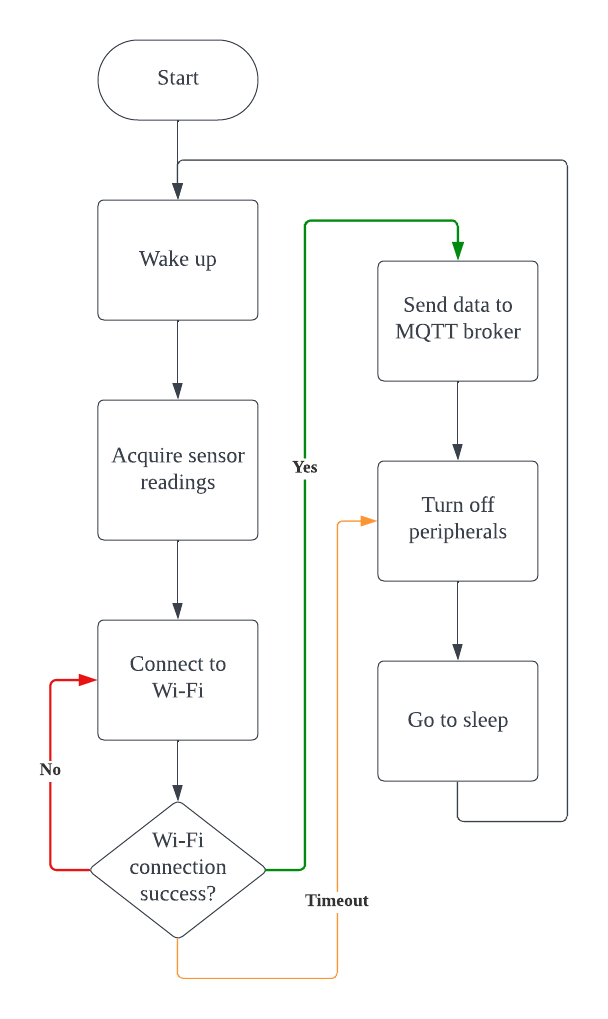 Start
Wake up
Acquire sensor
readings
Connect to
Wi-Fi
No
Wi-Fi
connection
success?
Yes
Timeout
Send data to
MQTT broker
Turn off
peripherals
Go to sleep